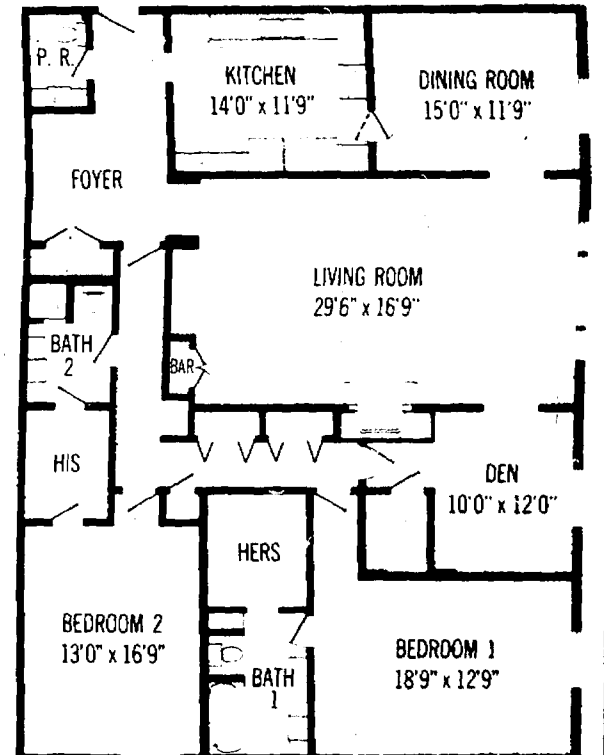 P. R.
KITCHEN
14'0" x 11'9"
DINING ROOM
15'0" x 11'9"
FOYER
LIVING ROOM
29'6" x 16'9"
BATH
2
BAR
HIS
DEN
10'0" x 12'0"
HERS
BEDROOM 2
13'0" x 16'9"
BATH
1
BEDROOM 1
18'9" x 12'9"